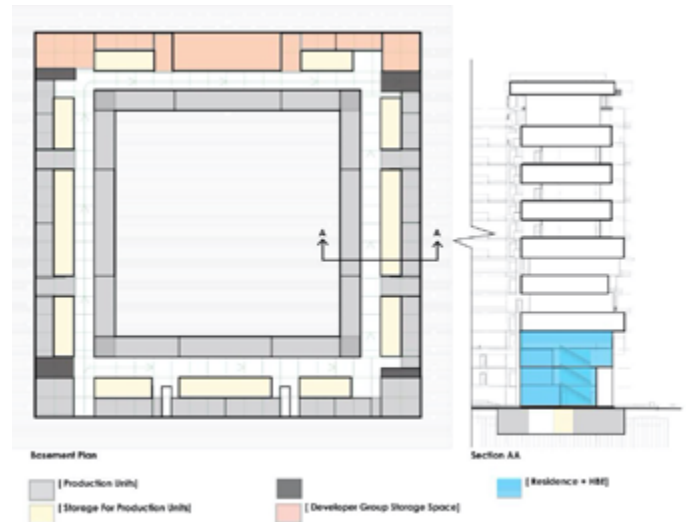 A A
Basement Plan
Section AA
[ Production Units]
[ Residence + HBE]
[ Storage For Production Units]
[ Developer Group Storage Space]